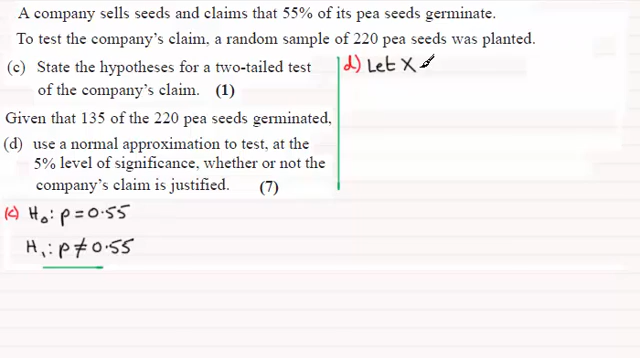 A company sells seeds and claims that 55% of its pea seeds germinate.
To test the company's claim, a random sample of 220 pea seeds was planted.
(c) State the hypotheses for a two-tailed test
of the company's claim. (1)
Given that 135 of the 220 pea seeds germinated,
(d) use a normal approximation to test, at the
5% level of significance, whether or not the
company's claim is justified. (7)
(c) H₀: p = 0·55
H₁: p ≠ 0·55
d) Let X